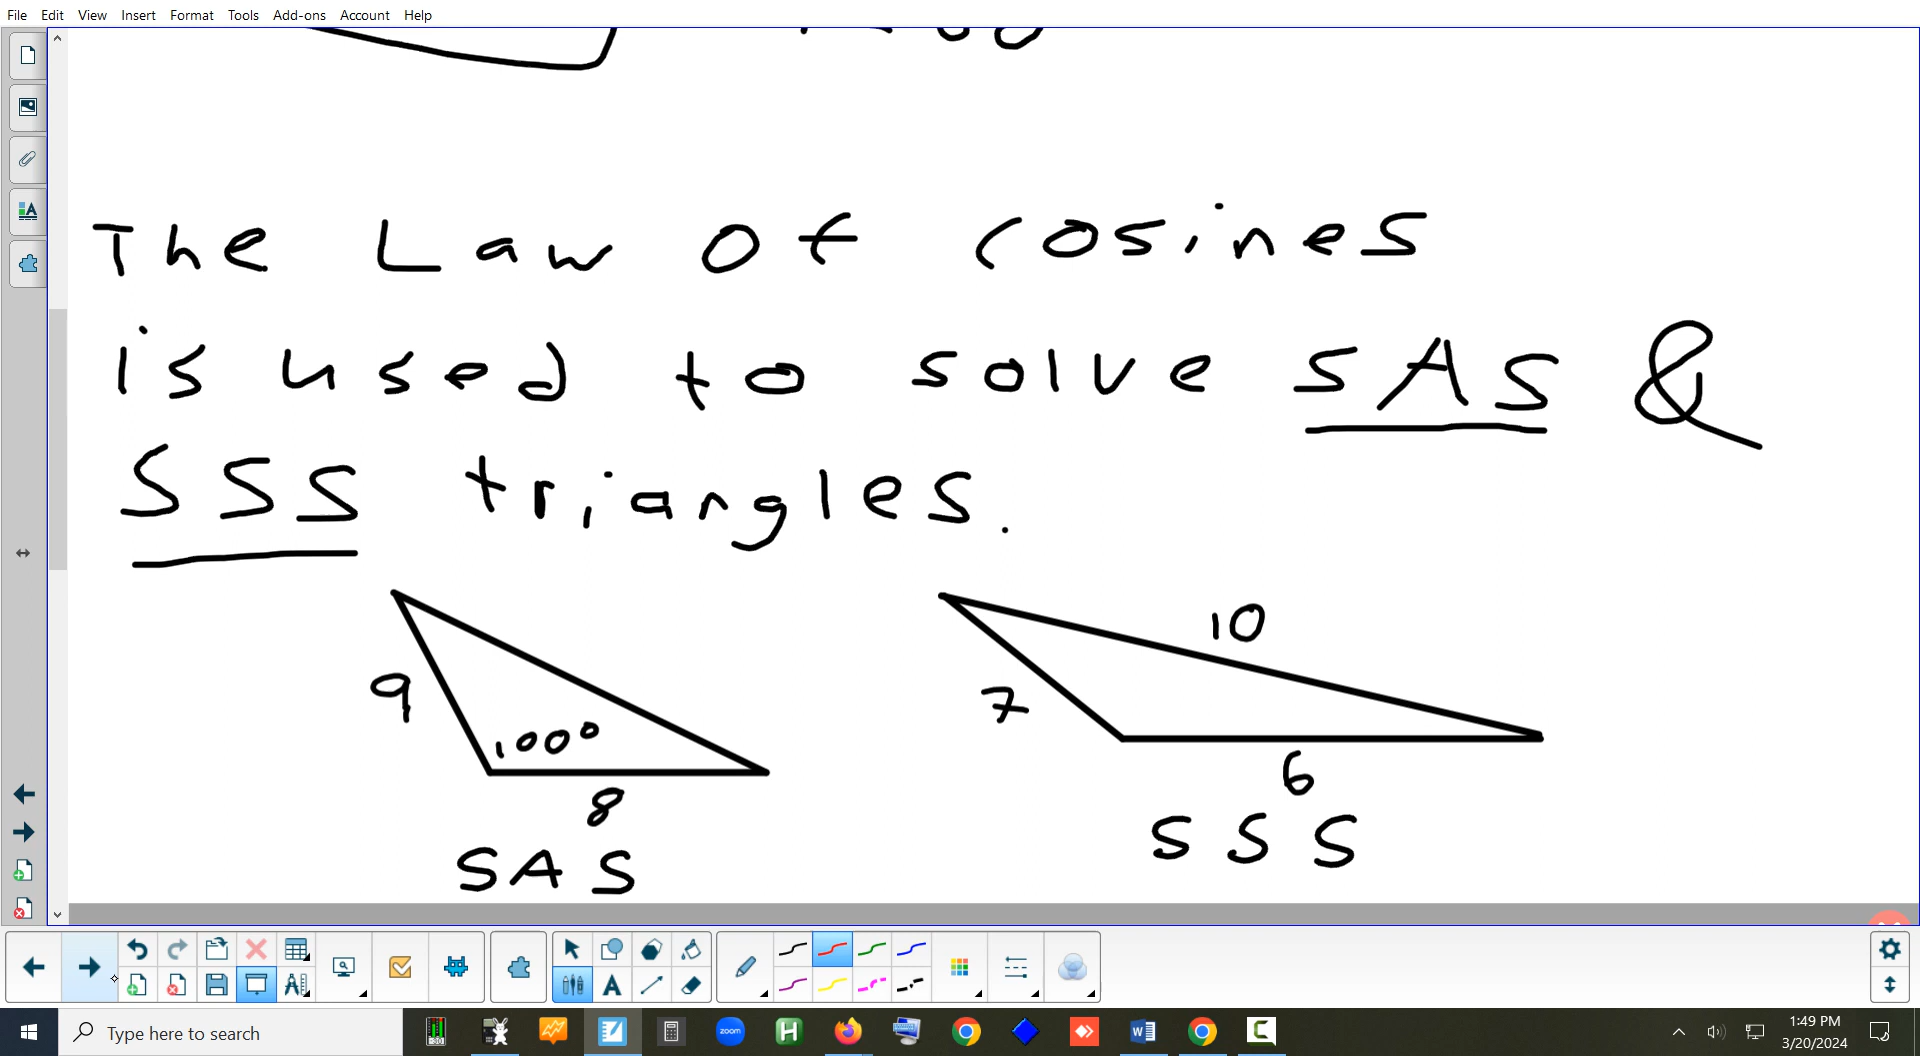 File Edit View Insert Format Tools Add-ons Account Help
The Law of cosines
is used to solve SAS &
SSS triangles.
10
9
7
100°
6
8
SSS
SAS
zoom
Type here to search
1:49 PM
3/20/2024